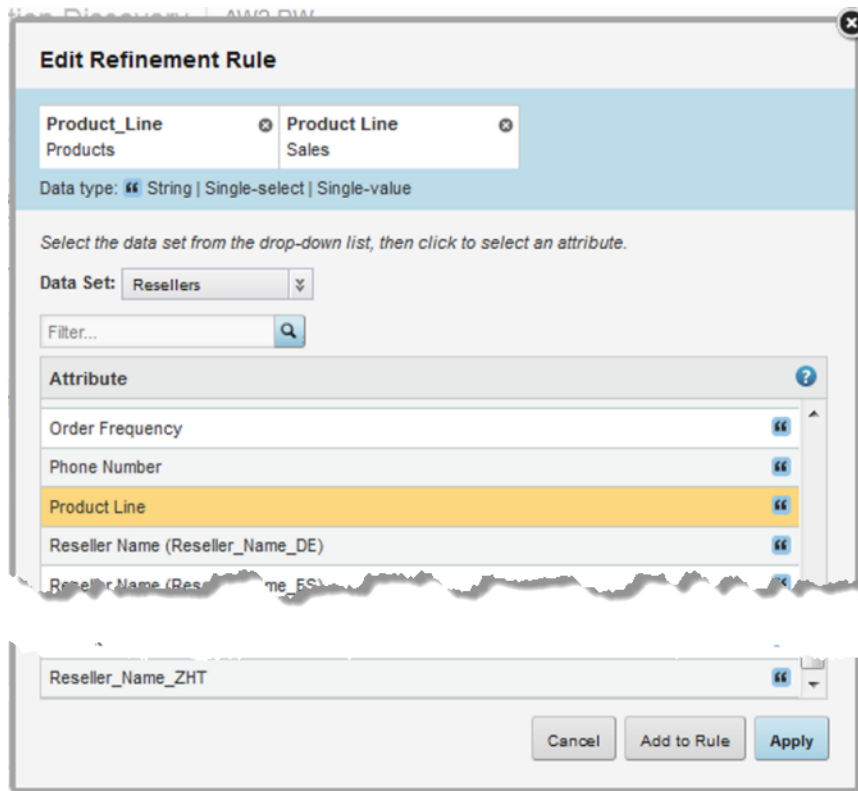 Edit Refinement Rule
Product_Line
Products
Product Line
Sales
Data type: String | Single-select | Single-value
Select the data set from the drop-down list, then click to select an attribute.
Data Set: Resellers
Filter...
Attribute
Order Frequency
Phone Number
Product Line
Reseller Name (Reseller_Name_DE)
Reseller_Name_ZHT
Cancel Add to Rule Apply